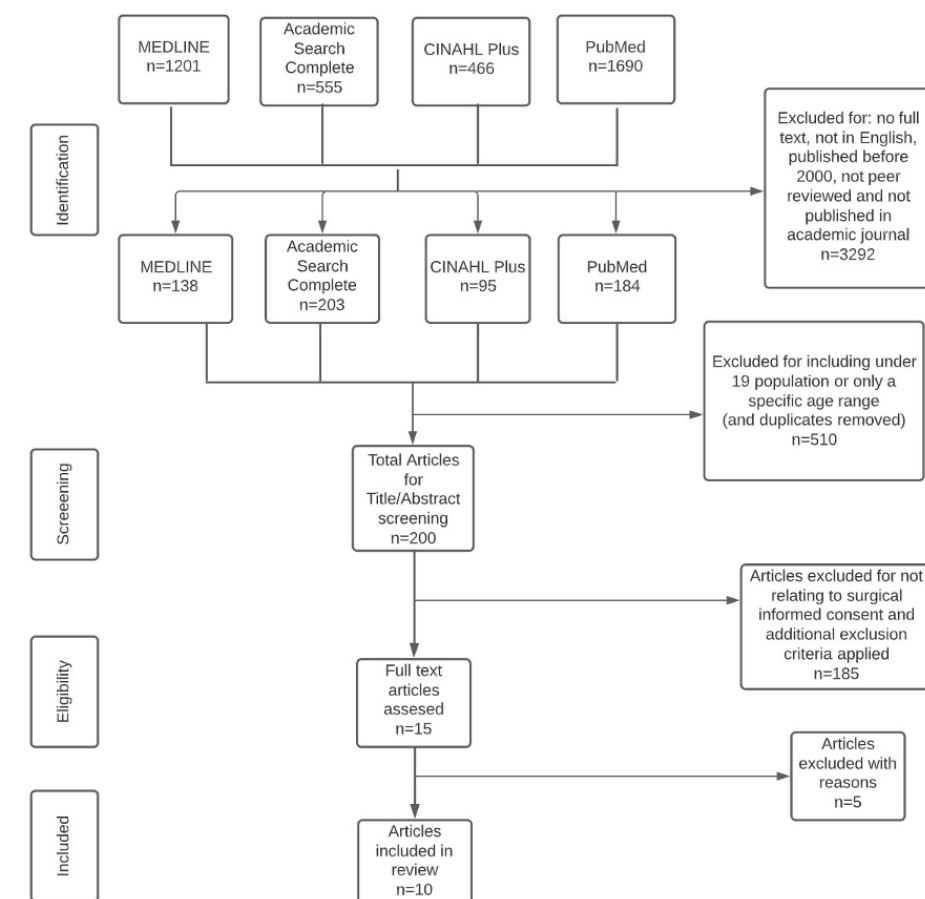 MEDLINE
n=1201
Academic
Search
Complete
n=555
CINAHL Plus
n=466
PubMed
n=1690
Excluded for: no full
text, not in English,
published before
2000, not peer
reviewed and not
published in
academic journal
n=3292
Identification
MEDLINE
n=138
Academic
Search
Complete
n=203
CINAHL Plus
n=95
PubMed
n=184
Excluded for including under
19 population or only a
specific age range
(and duplicates removed)
n=510
Screeening
Total Articles
for
Title/Abstract
screening
n=200
Articles excluded for not
relating to surgical
informed consent and
additional exclusion
criteria applied
n=185
Eligibility
Full text
articles
assesed
n=15
Articles
excluded with
reasons
n=5
Included
Articles
included in
review
n=10